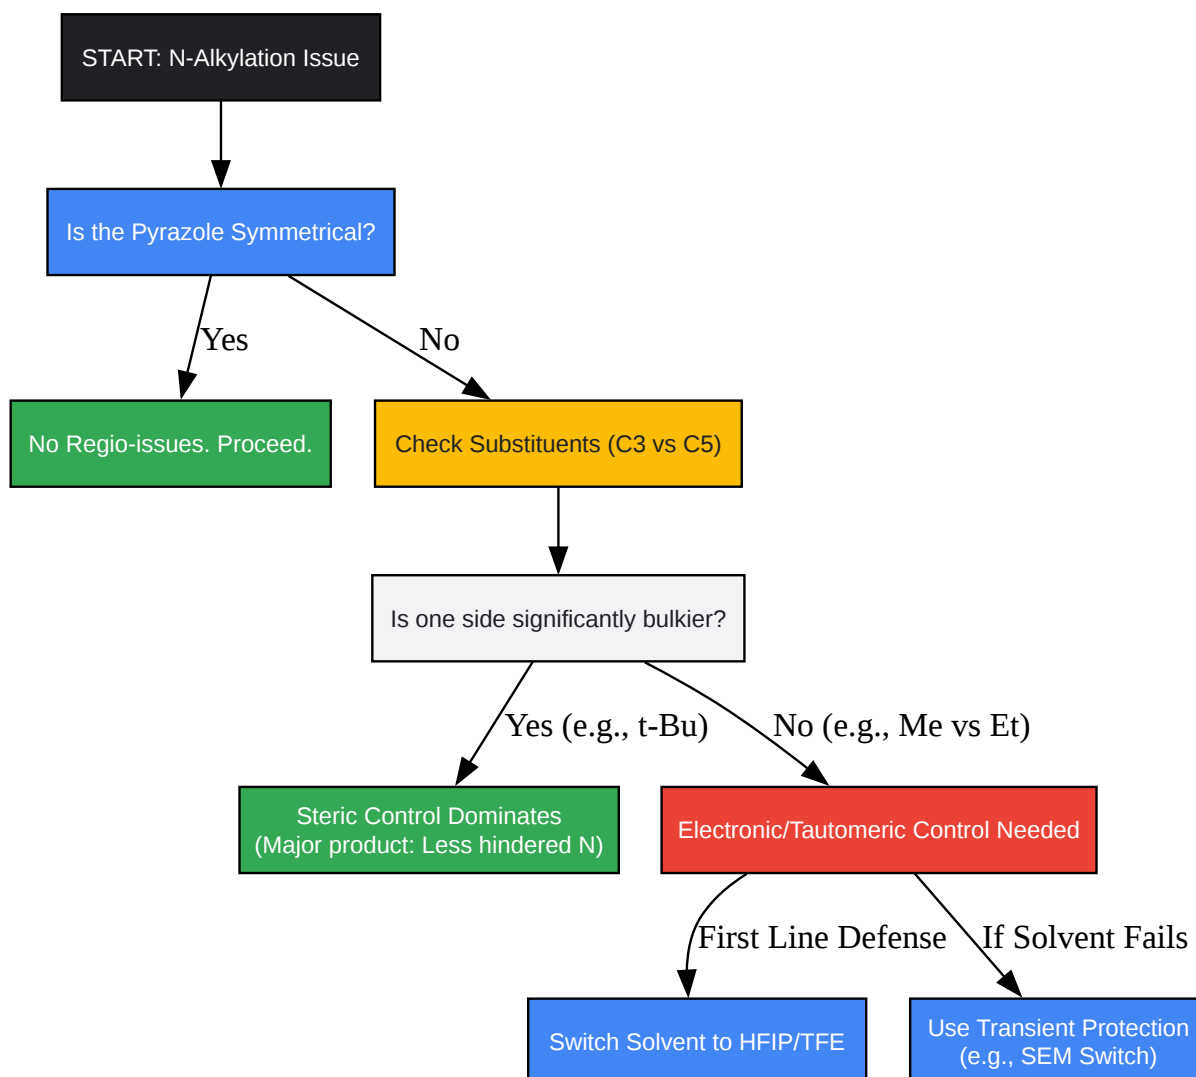 START: N-Alkylation Issue
Is the Pyrazole Symmetrical?
Yes
No
No Regio-issues. Proceed.
Check Substituents (C3 vs C5)
Is one side significantly bulkier?
Yes (e.g., t-Bu)
No (e.g., Me vs Et)
Steric Control Dominates
(Major product: Less hindered N)
Electronic/Tautomeric Control Needed
First Line Defense
If Solvent Fails
Switch Solvent to HFIP/TFE
Use Transient Protection
(e.g., SEM Switch)